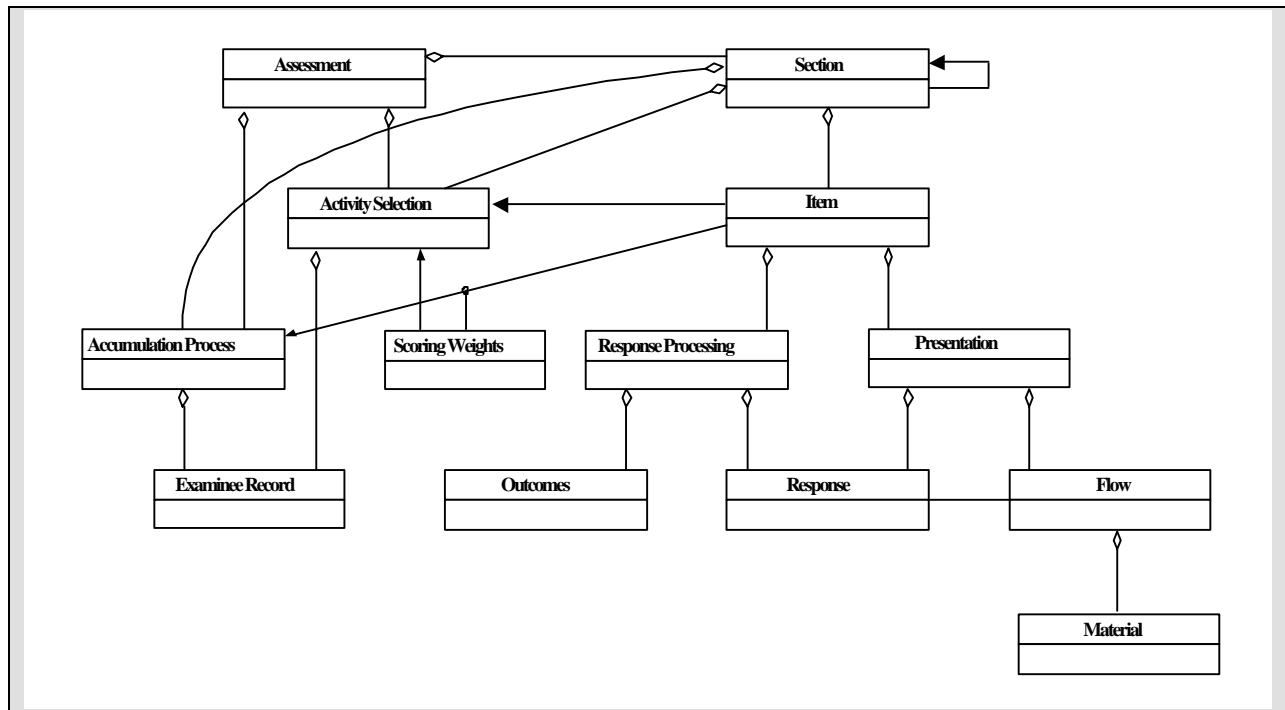 Assessment
Section
Activity Selection
Item
Accumulation Process
Scoring Weights
Response Processing
Presentation
Examinee Record
Outcomes
Response
Flow
Material